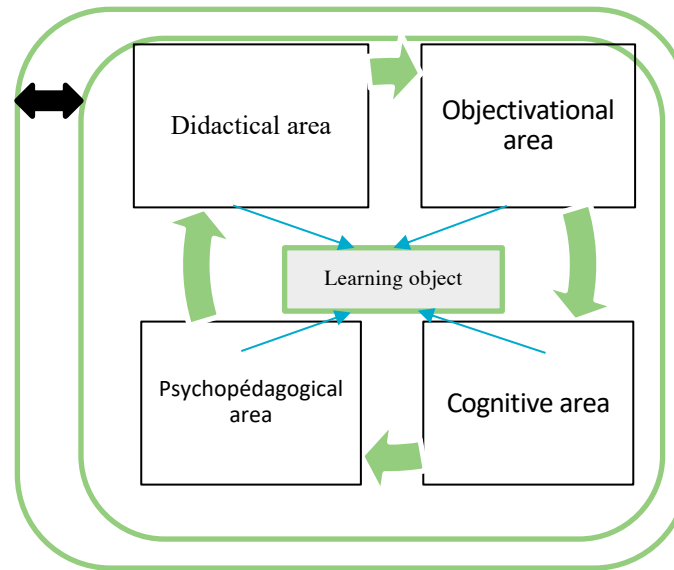 Didactical area
Objectivational
area
Learning object
Psychopédagogical
area
Cognitive area